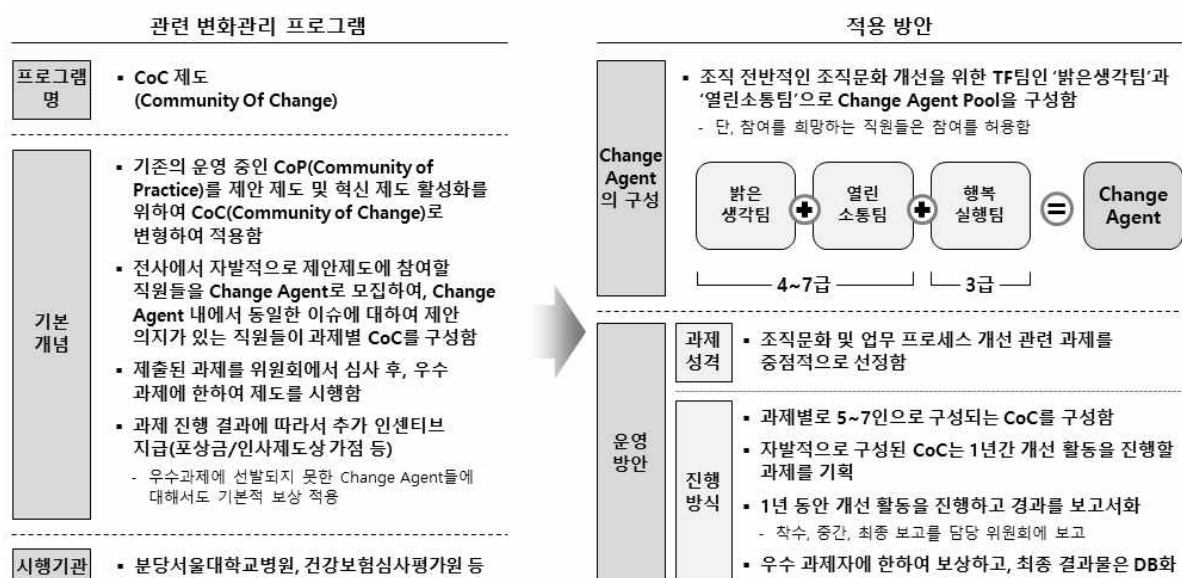 관련 변화관리 프로그램
프로그램
명
▪ CoC 제도
(Community Of Change)
기본
개념
▪ 기존의 운영 중인 CoP(Community of
Practice)를 제안 제도 및 혁신 제도 활성화를
위하여 CoC(Community of Change)로
변형하여 적용함
▪ 전사에서 자발적으로 제안제도에 참여할
직원들을 Change Agent로 모집하여, Change
Agent 내에서 동일한 이슈에 대하여 제안
의지가 있는 직원들이 과제별 CoC를 구성함
▪ 제출된 과제를 위원회에서 심사 후, 우수
과제에 한하여 제도를 시행함
▪ 과제 진행 결과에 따라서 추가 인센티브
지급(포상금/인사제도상 가점 등)
- 우수과제에 선발되지 못한 Change Agent들에
대해서도 기본적 보상 적용
시행기관
▪ 분당서울대학교병원, 건강보험심사평가원 등
적용 방안
Change
Agent
의 구성
▪ 조직 전반적인 조직문화 개선을 위한 TF팀인 ‘밝은생각팀’과
‘열린소통팀’으로 Change Agent Pool을 구성함
- 단, 참여를 희망하는 직원들은 참여를 허용함
밝은
생각팀
+
열린
소통팀
+
행복
실행팀
=
Change
Agent
4~7급
3급
운영
방안
과제
성격
▪ 조직문화 및 업무 프로세스 개선 관련 과제를
중점적으로 선정함
진행
방식
▪ 과제별로 5~7인으로 구성되는 CoC를 구성함
▪ 자발적으로 구성된 CoC는 1년간 개선 활동을 진행할
과제를 기획
▪ 1년 동안 개선 활동을 진행하고 경과를 보고서화
- 착수, 중간, 최종 보고를 담당 위원회에 보고
▪ 우수 과제자에 한하여 보상하고, 최종 결과물은 DB화